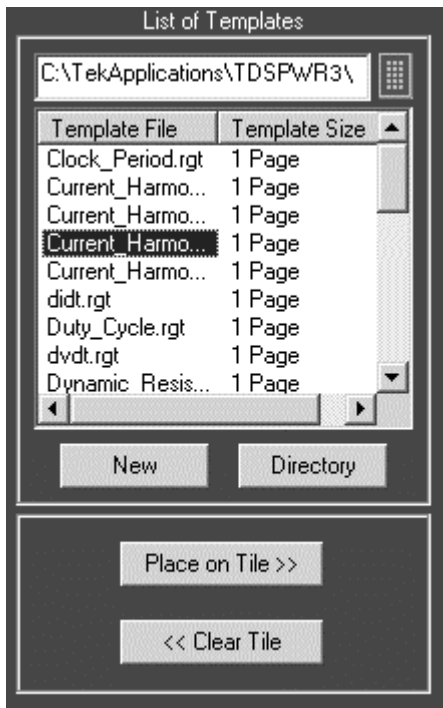 List of Templates
C:\TekApplications\TDSPWR3\
Template File Template Size
Clock_Period.rgt 1 Page
Current_Harmo... 1 Page
Current_Harmo... 1 Page
Current_Harmo... 1 Page
Current_Harmo... 1 Page
didt.rgt 1 Page
Duty_Cycle.rgt 1 Page
dvdt.rgt 1 Page
Dynamic_Resis... 1 Page
New Directory
Place on Tile >>
<< Clear Tile